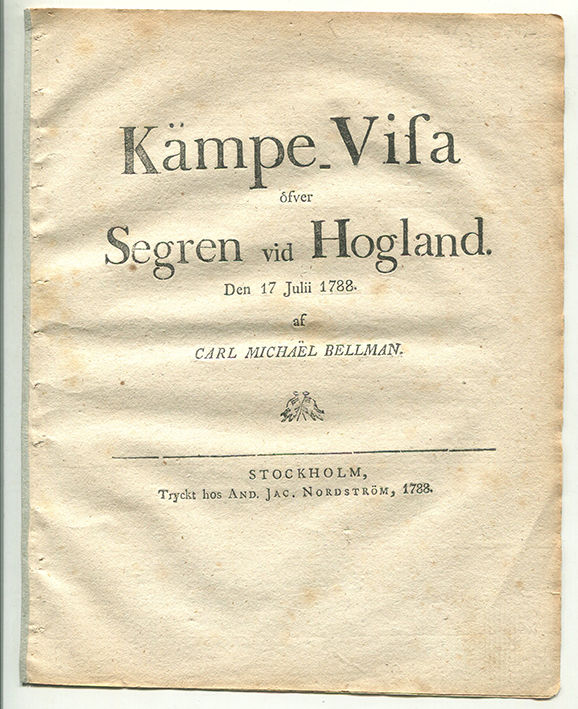 Kämpe-Viſa
öfver
Segren vid Hogland.
Den 17 Julii 1788.
af
CARL MICHAËL BELLMAN.
STOCKHOLM,
Tryckt hos AND. JAC. NORDSTRÖM, 1788.